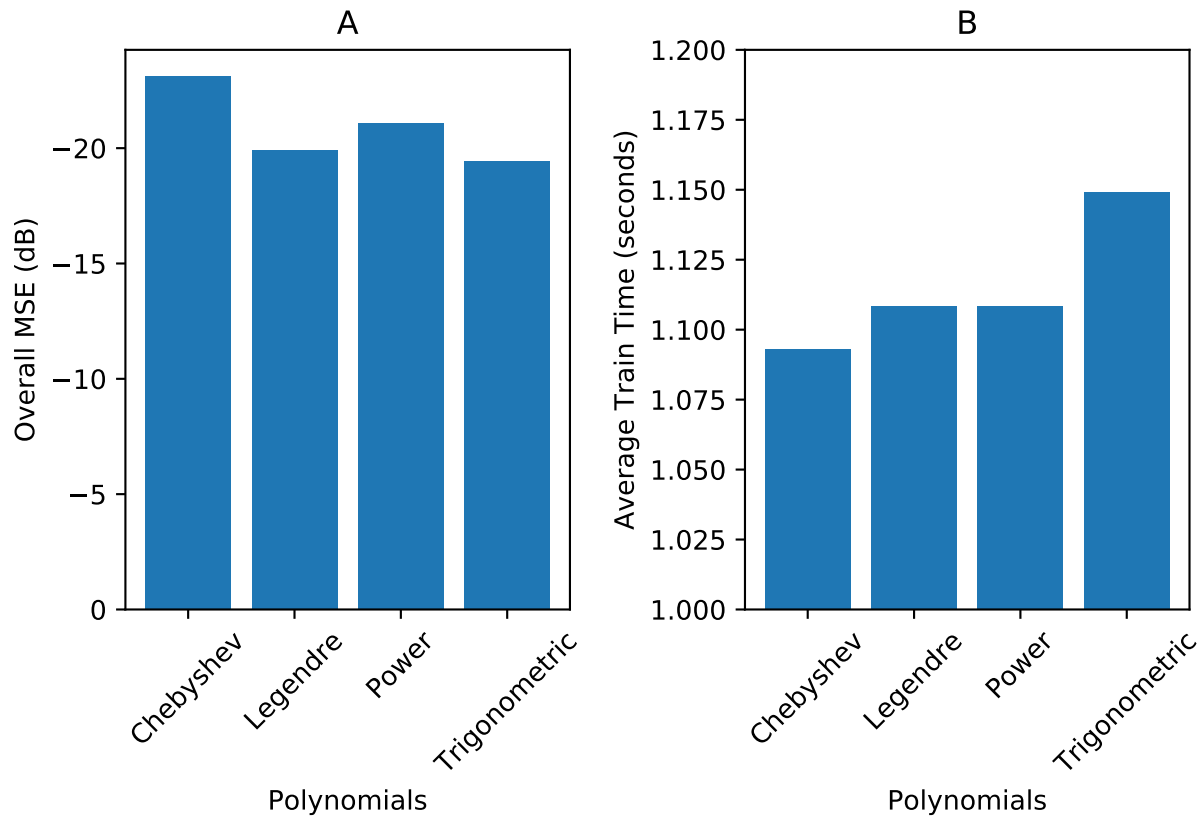 A
Overall MSE (dB)
−20
−15
−10
−5
0
Chebyshev
Legendre
Power
Trigonometric
Polynomials
B
Average Train Time (seconds)
1.200
1.175
1.150
1.125
1.100
1.075
1.050
1.025
1.000
Chebyshev
Legendre
Power
Trigonometric
Polynomials